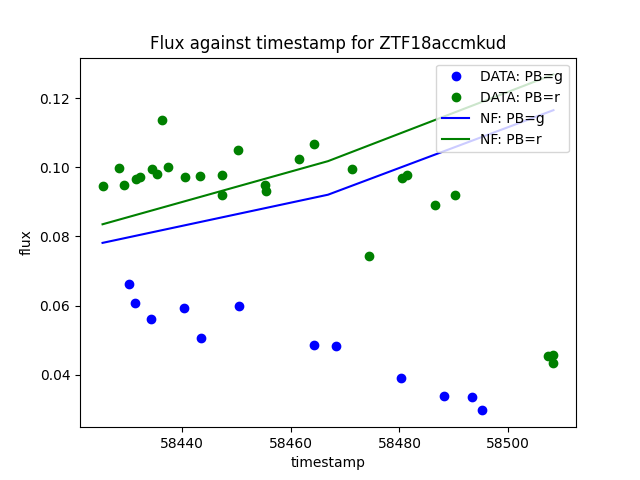 Flux against timestamp for ZTF18accmkud
DATA: PB=g
DATA: PB=r
NF: PB=g
NF: PB=r
0.12
0.10
0.08
0.06
0.04
flux
58440
58460
58480
58500
timestamp